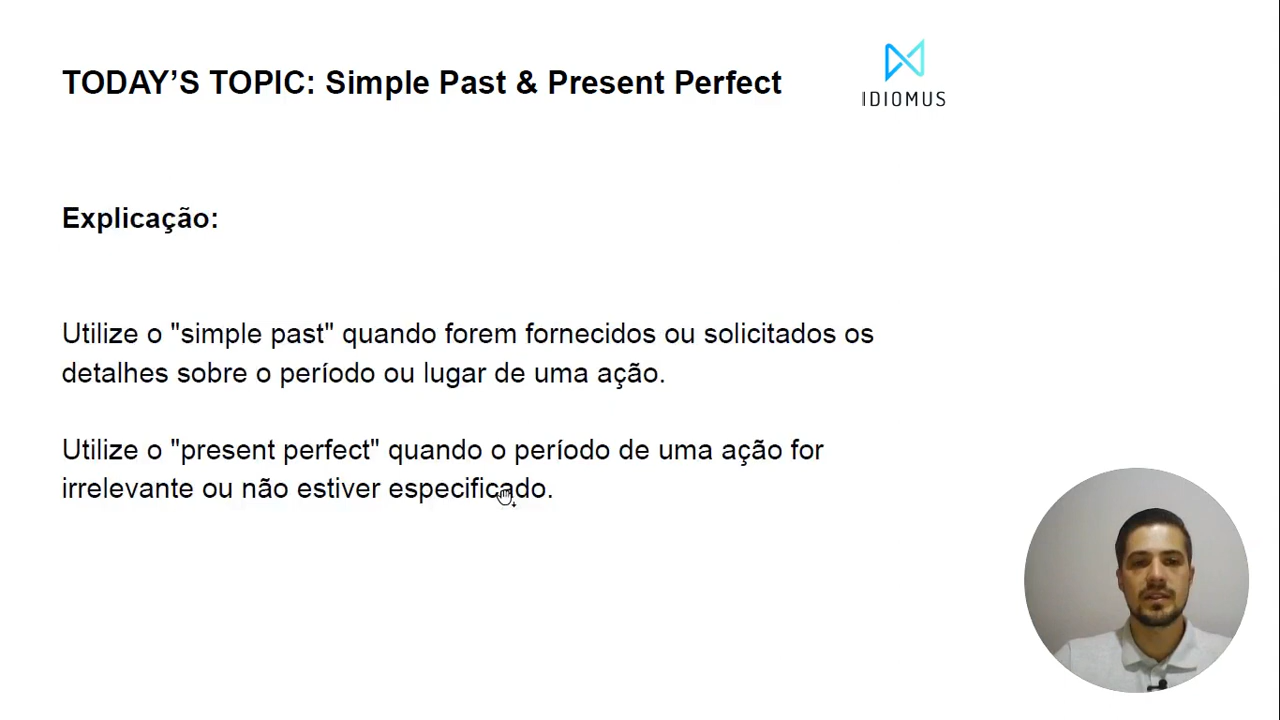 TODAY’S TOPIC: Simple Past & Present Perfect
IDIOMUS
Explicação:
Utilize o "simple past" quando forem fornecidos ou solicitados os
detalhes sobre o período ou lugar de uma ação.
Utilize o "present perfect" quando o período de uma ação for
irrelevante ou não estiver especificado.